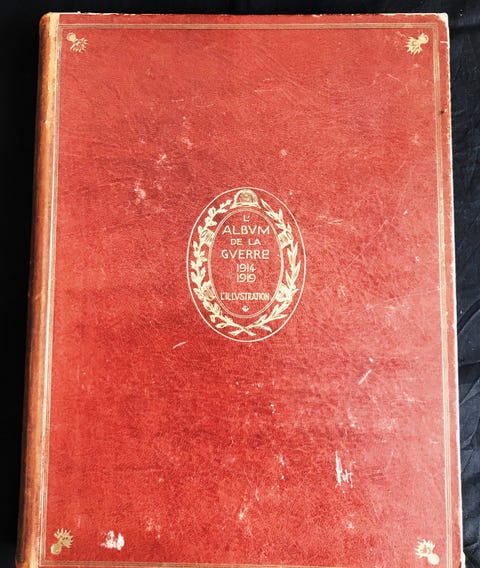 L'
ALBVM
DE LA
GVERRE
1914
1919
L'ILLVSTRATION